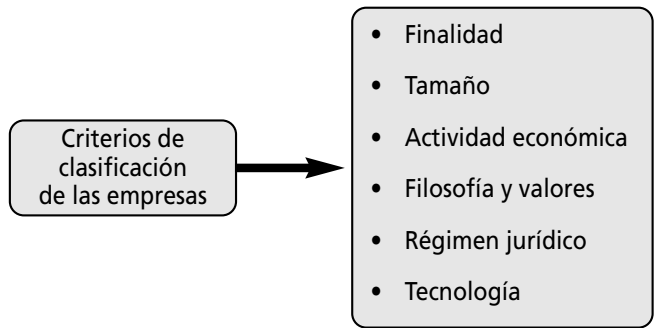 Criterios de
clasificación
de las empresas
• Finalidad
• Tamaño
• Actividad económica
• Filosofía y valores
• Régimen jurídico
• Tecnología